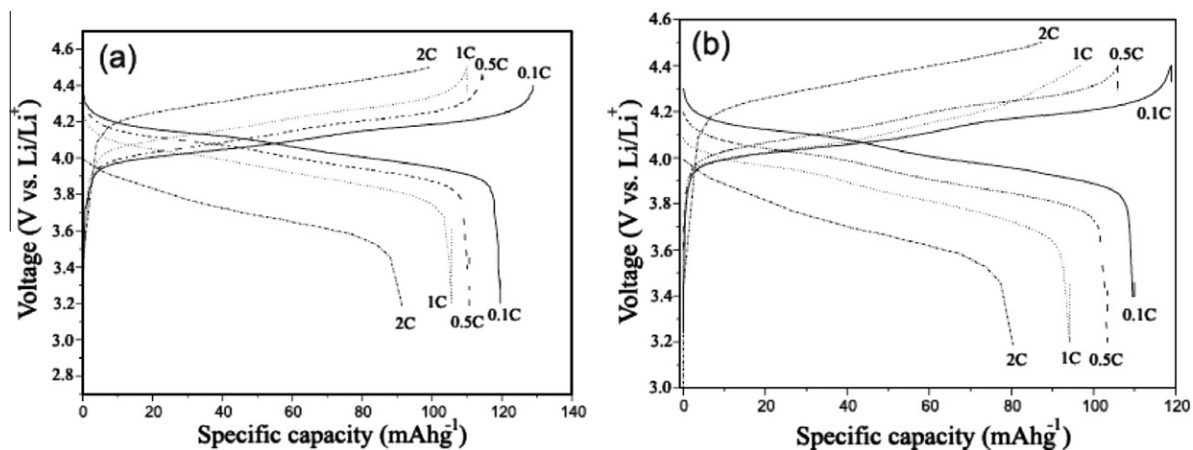 (a)
2C
1C
0.5C
0.1C
4.6
4.4
4.2
4.0
3.8
3.6
3.4
3.2
3.0
2.8
Voltage (V vs. Li/Li+
2C
1C
0.5C
0.1C
0 20 40 60 80 100 120 140
Specific capacity (mAhg-1)
(b)
2C
1C
0.5C
0.1C
4.6
4.4
4.2
4.0
3.8
3.6
3.4
3.2
3.0
Voltage (V vs. Li/Li+
2C
1C
0.5C
0.1C
0 20 40 60 80 100 120
Specific capacity (mAhg-1)